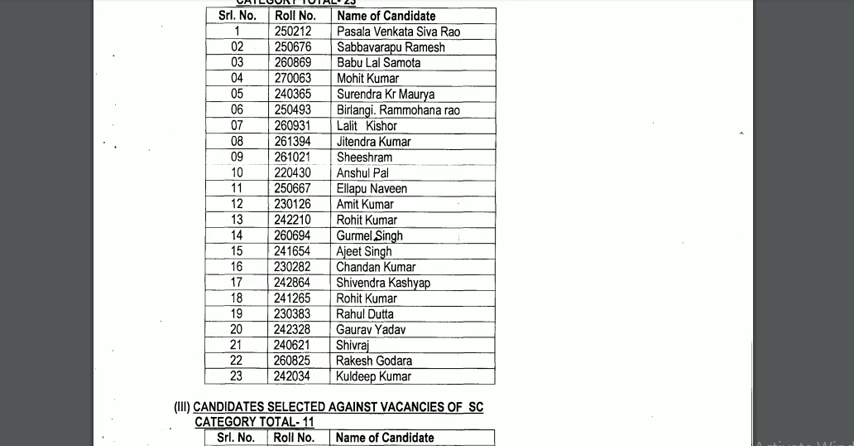 CATEGORY TOTAL- 23
Srl. No. Roll No. Name of Candidate
1 250212 Pasala Venkata Siva Rao
02 250676 Sabbavarapu Ramesh
03 260869 Babu Lal Samota
04 270063 Mohit Kumar
05 240365 Surendra Kr Maurya
06 250493 Birlangi. Rammohana rao
07 260931 Lalit Kishor
08 261394 Jitendra Kumar
09 261021 Sheeshram
10 220430 Anshul Pal
11 250667 Ellapu Naveen
12 230126 Amit Kumar
13 242210 Rohit Kumar
14 260694 Gurmel Singh
15 241654 Ajeet Singh
16 230282 Chandan Kumar
17 242864 Shivendra Kashyap
18 241265 Rohit Kumar
19 230383 Rahul Dutta
20 242328 Gaurav Yadav
21 240621 Shivraj
22 260825 Rakesh Godara
23 242034 Kuldeep Kumar
(III) CANDIDATES SELECTED AGAINST VACANCIES OF SC
CATEGORY TOTAL- 11
Srl. No. Roll No. Name of Candidate